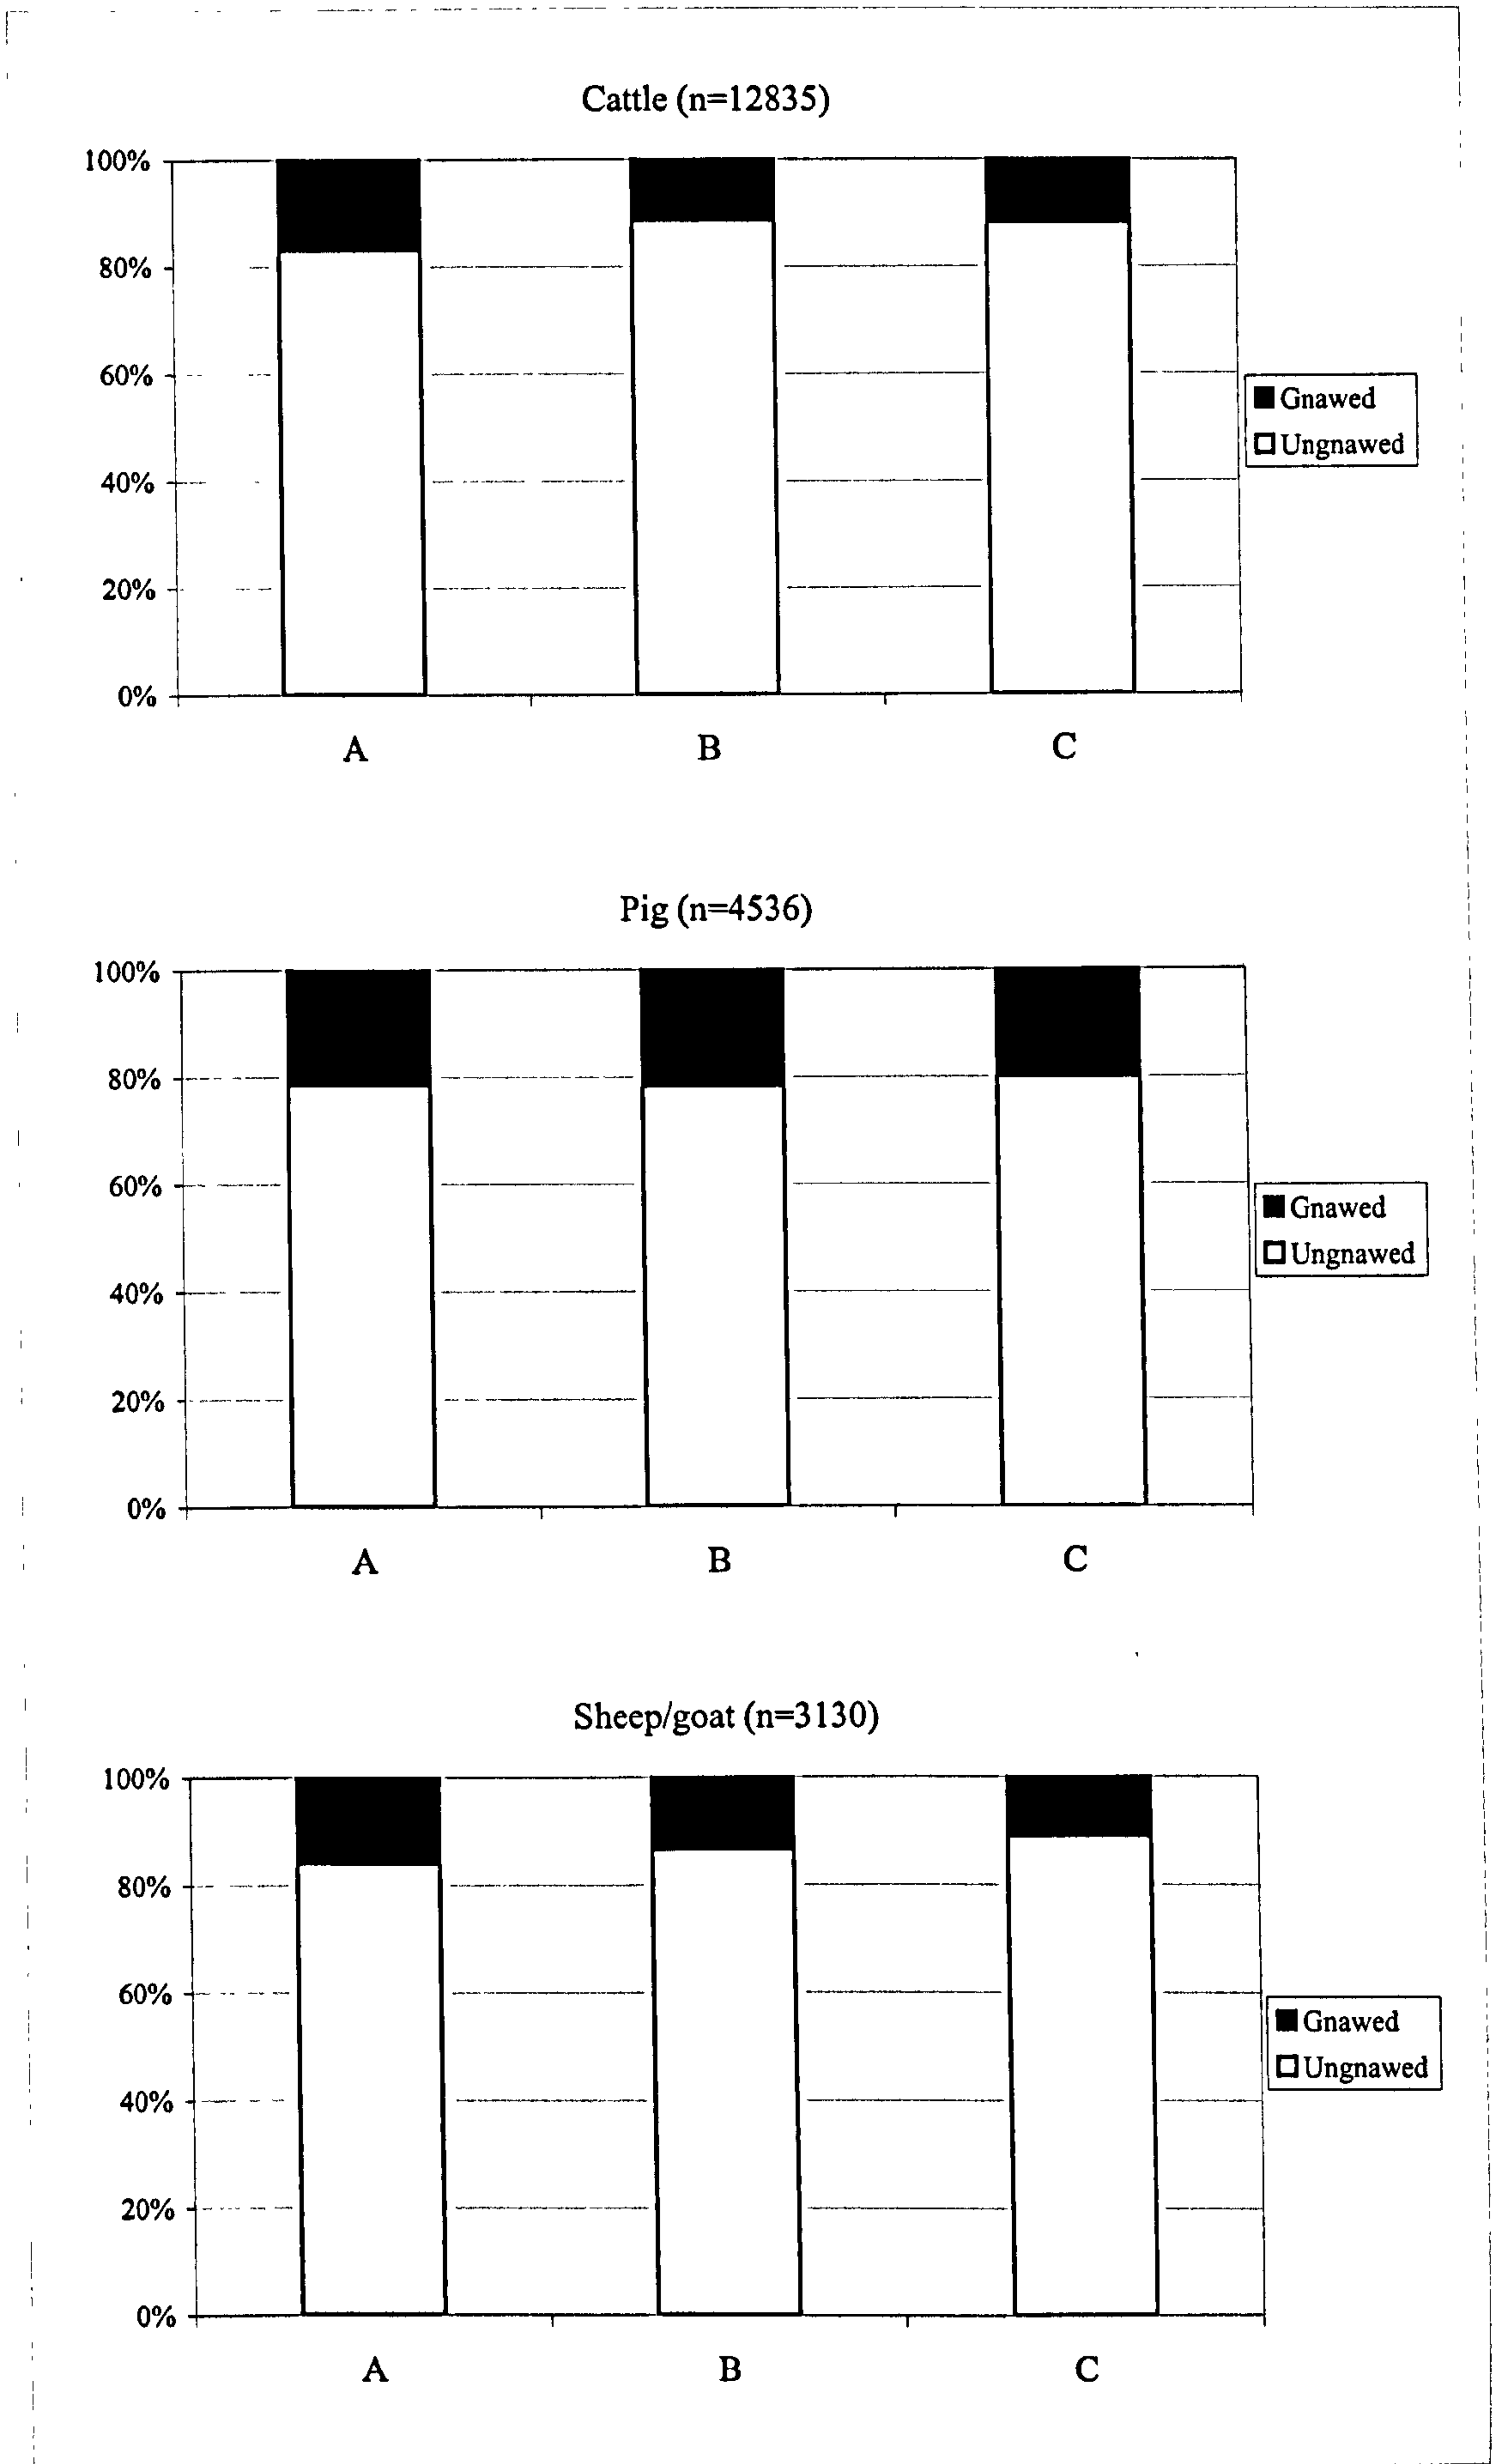 Cattle (n=12835)
100%
80%
60%
40%
20%
0%
A B C
Gnawed
Ungnawed
Pig (n=4536)
100%
80%
60%
40%
20%
0%
A B C
Gnawed
Ungnawed
Sheep/goat (n=3130)
100%
80%
60%
40%
20%
0%
A B C
Gnawed
Ungnawed